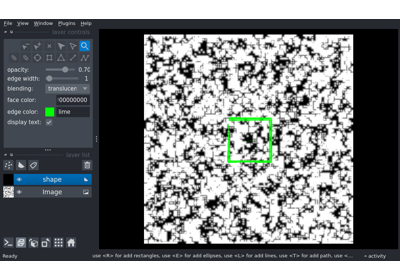 File View Window Plugins Help
layer controls
opacity: 0.70
edge width: 1
blending: translucen
face color: 00000000
edge color: lime
display text:
layer list
shape
Image
Ready use <R> for add rectangles, use <E> for add ellipses, use <L> for add lines, use <T> for add path, use <... activity